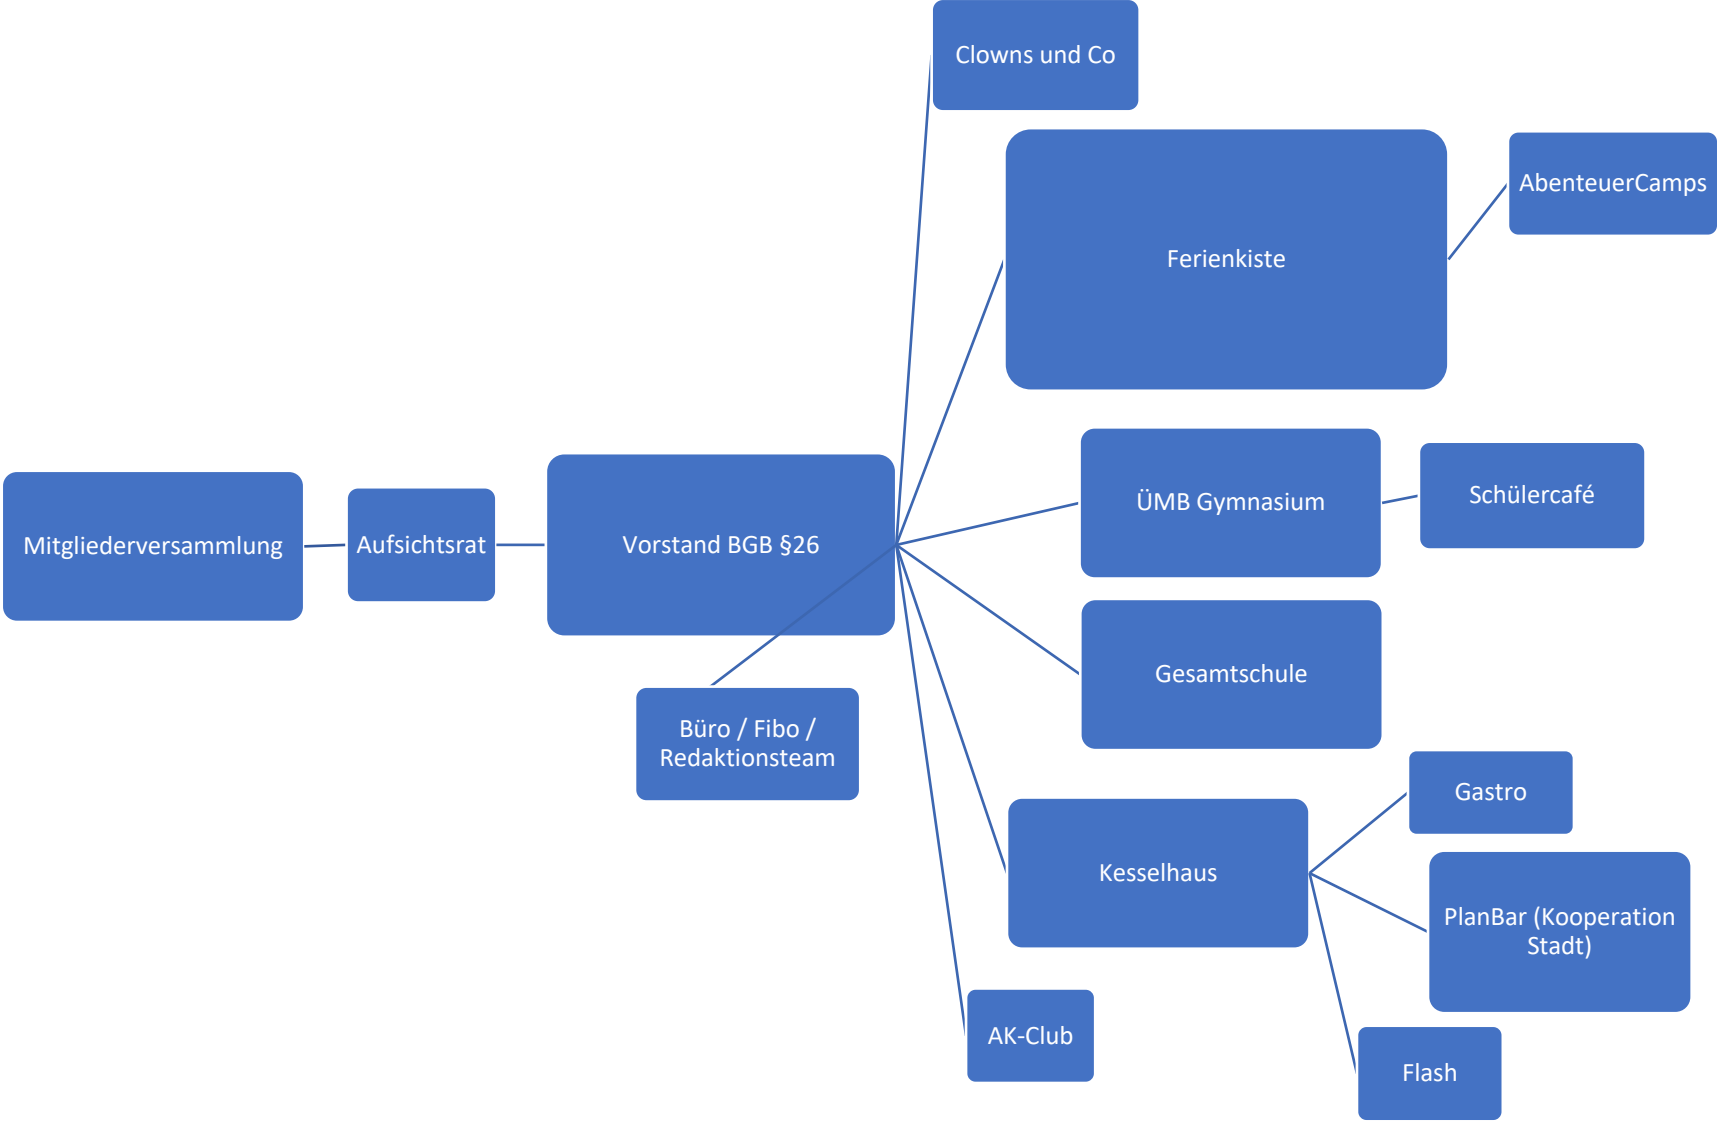 Clowns und Co
Ferienkiste
AbenteuerCamps
Mitgliederversammlung
Aufsichtsrat
Vorstand BGB §26
ÜMB Gymnasium
Schülercafé
Gesamtschule
Büro / Fibo /
Redaktionsteam
Kesselhaus
Gastro
PlanBar (Kooperation
Stadt)
AK-Club
Flash